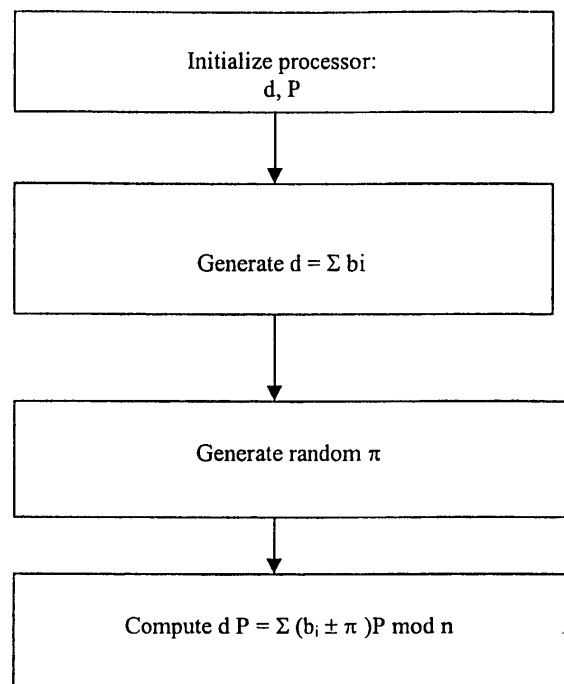 Initialize processor:
d, P
Generate d = Σ bi
Generate random π
Compute d P = Σ (bᵢ ± π )P mod n